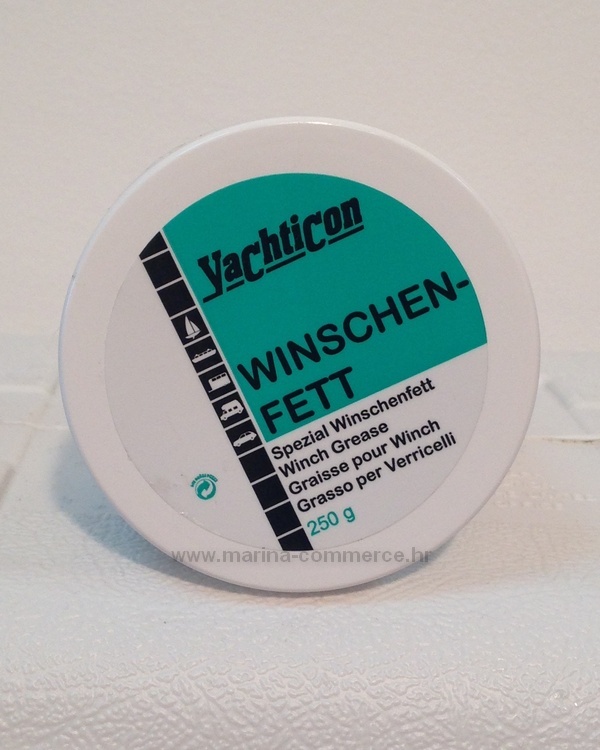 Yachticon
WINSCHEN-
FETT
Spezial Winschenfett
Winch Grease
Graisse pour Winch
Grasso per Verricelli
250 g
www.marina-commerce.hr